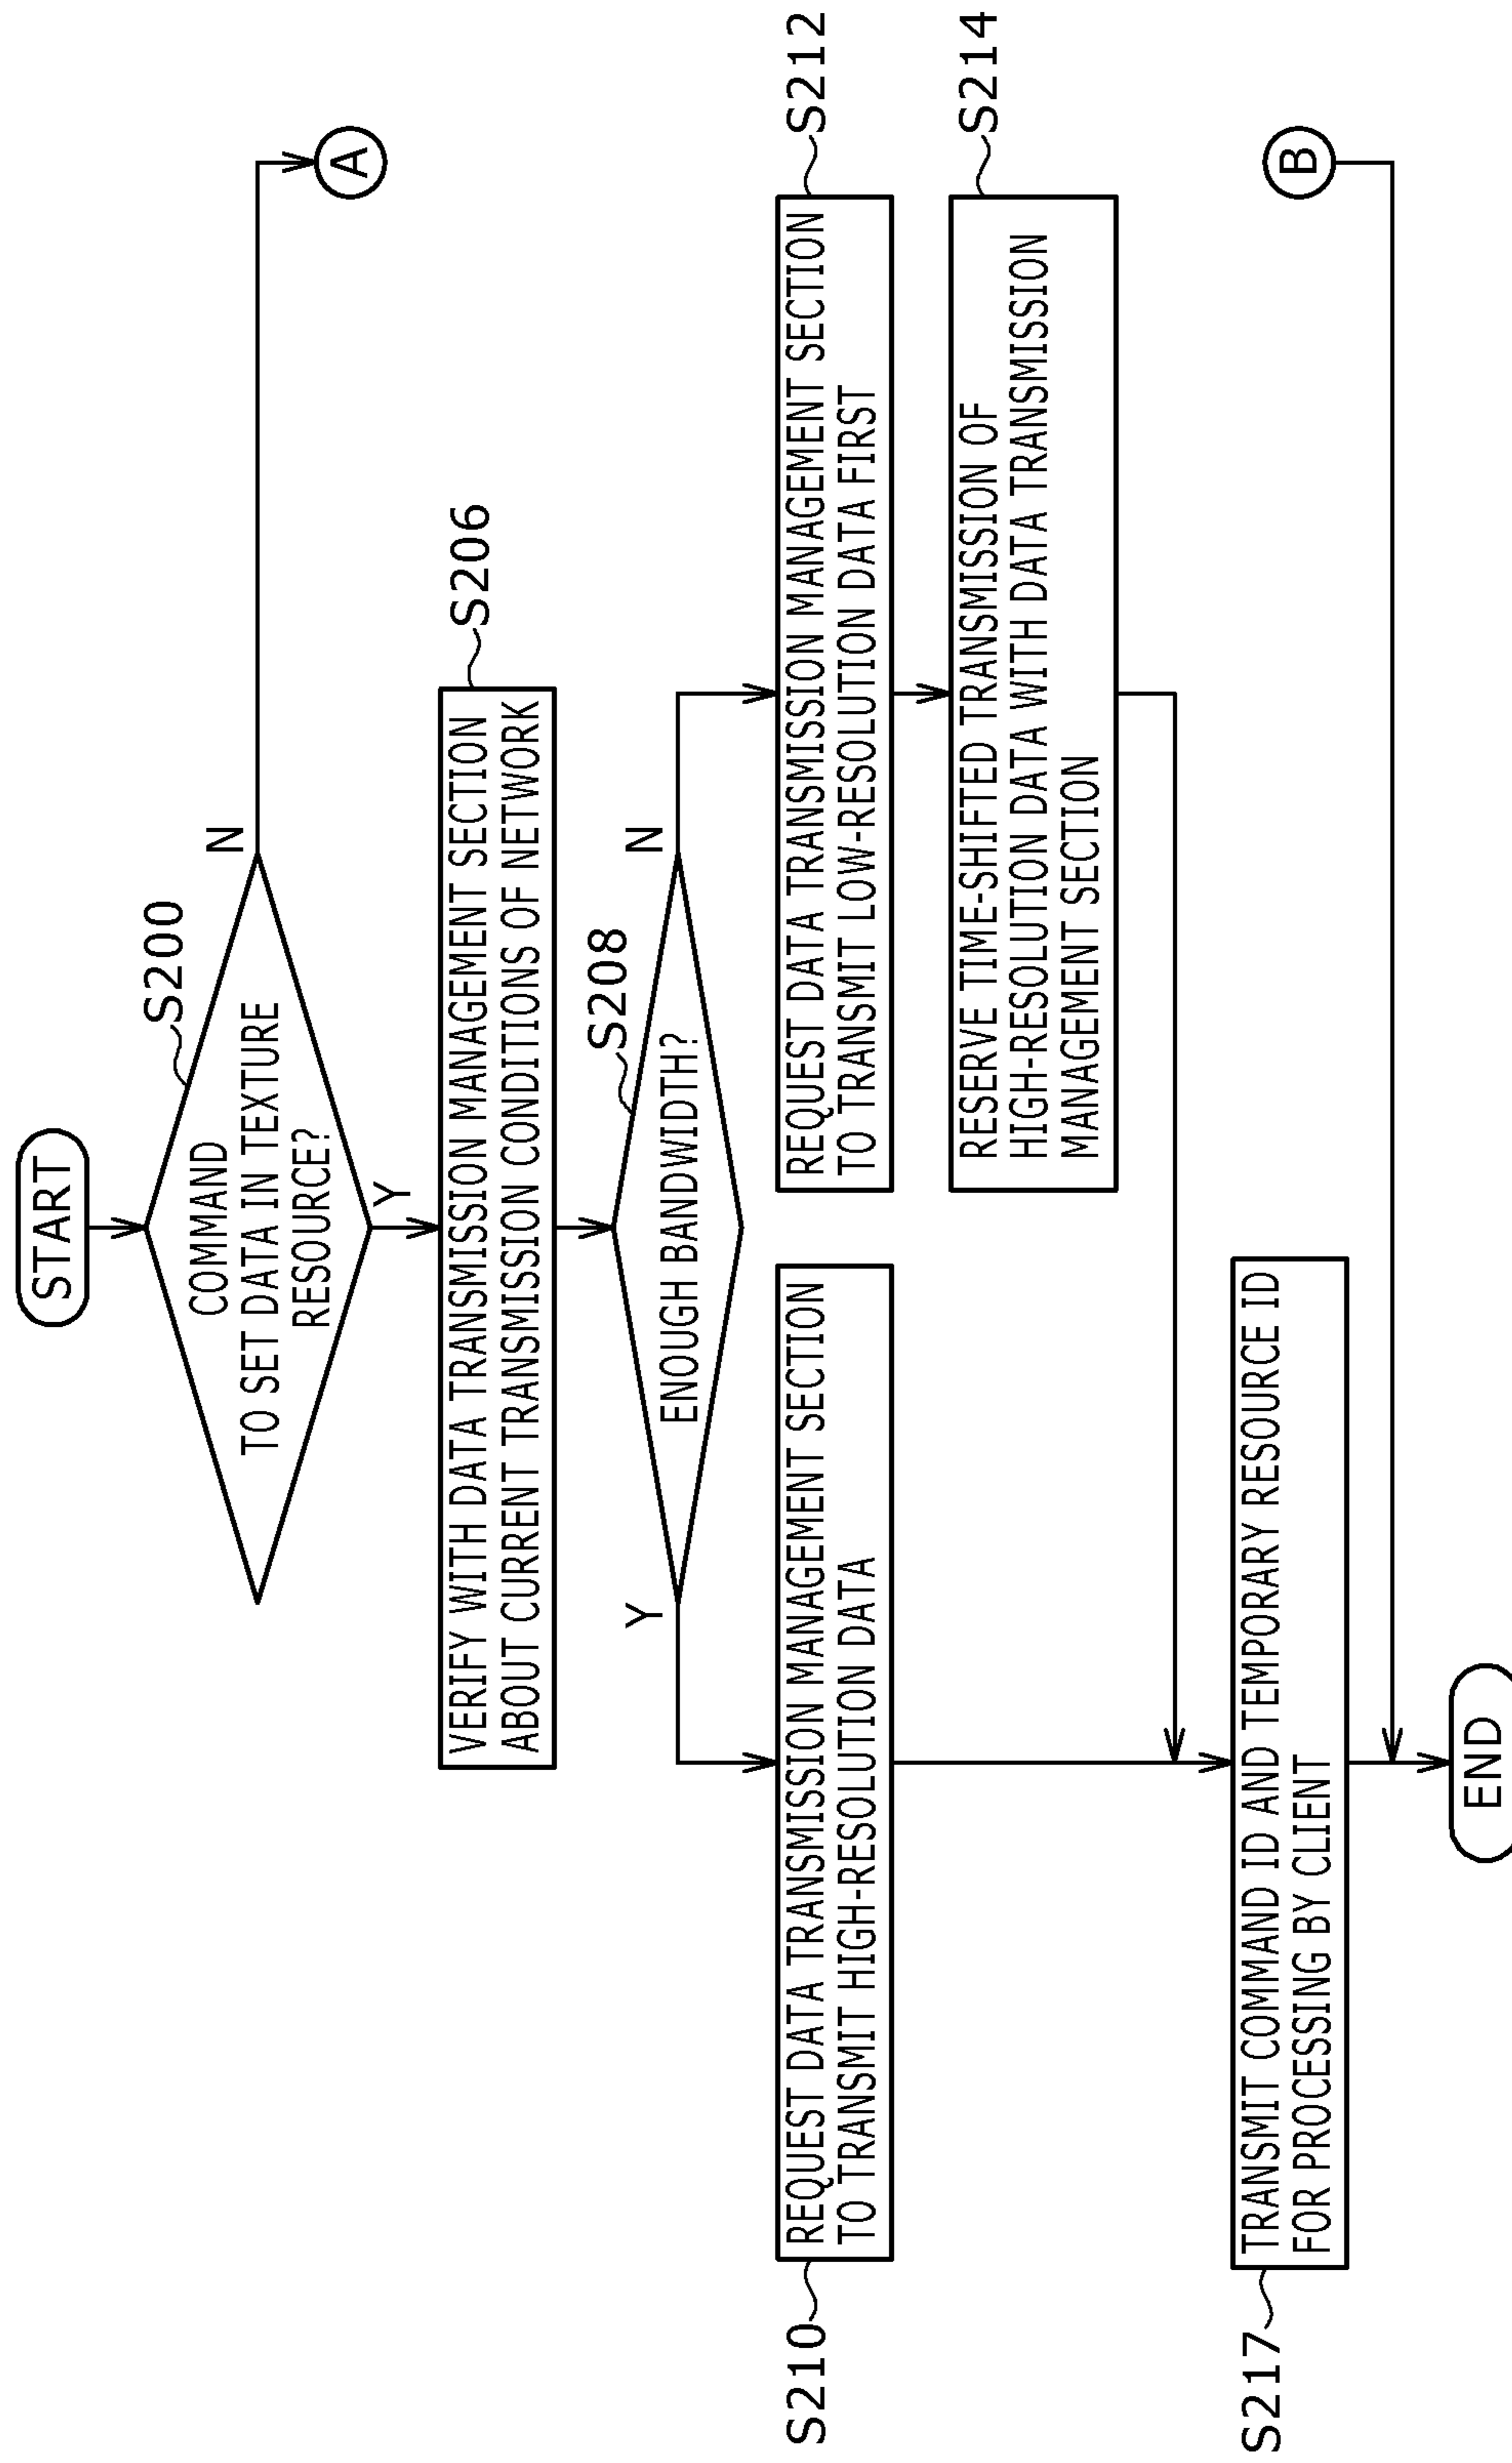 START
S200
COMMAND
TO SET DATA IN TEXTURE
RESOURCE?
N
A
Y
S206
VERIFY WITH DATA TRANSMISSION MANAGEMENT SECTION
ABOUT CURRENT TRANSMISSION CONDITIONS OF NETWORK
S208
ENOUGH BANDWIDTH?
Y
N
S210
REQUEST DATA TRANSMISSION MANAGEMENT SECTION
TO TRANSMIT HIGH-RESOLUTION DATA
S212
REQUEST DATA TRANSMISSION MANAGEMENT SECTION
TO TRANSMIT LOW-RESOLUTION DATA FIRST
S214
RESERVE TIME-SHIFTED TRANSMISSION OF
HIGH-RESOLUTION DATA WITH DATA TRANSMISSION
MANAGEMENT SECTION
S217
TRANSMIT COMMAND ID AND TEMPORARY RESOURCE ID
FOR PROCESSING BY CLIENT
B
END